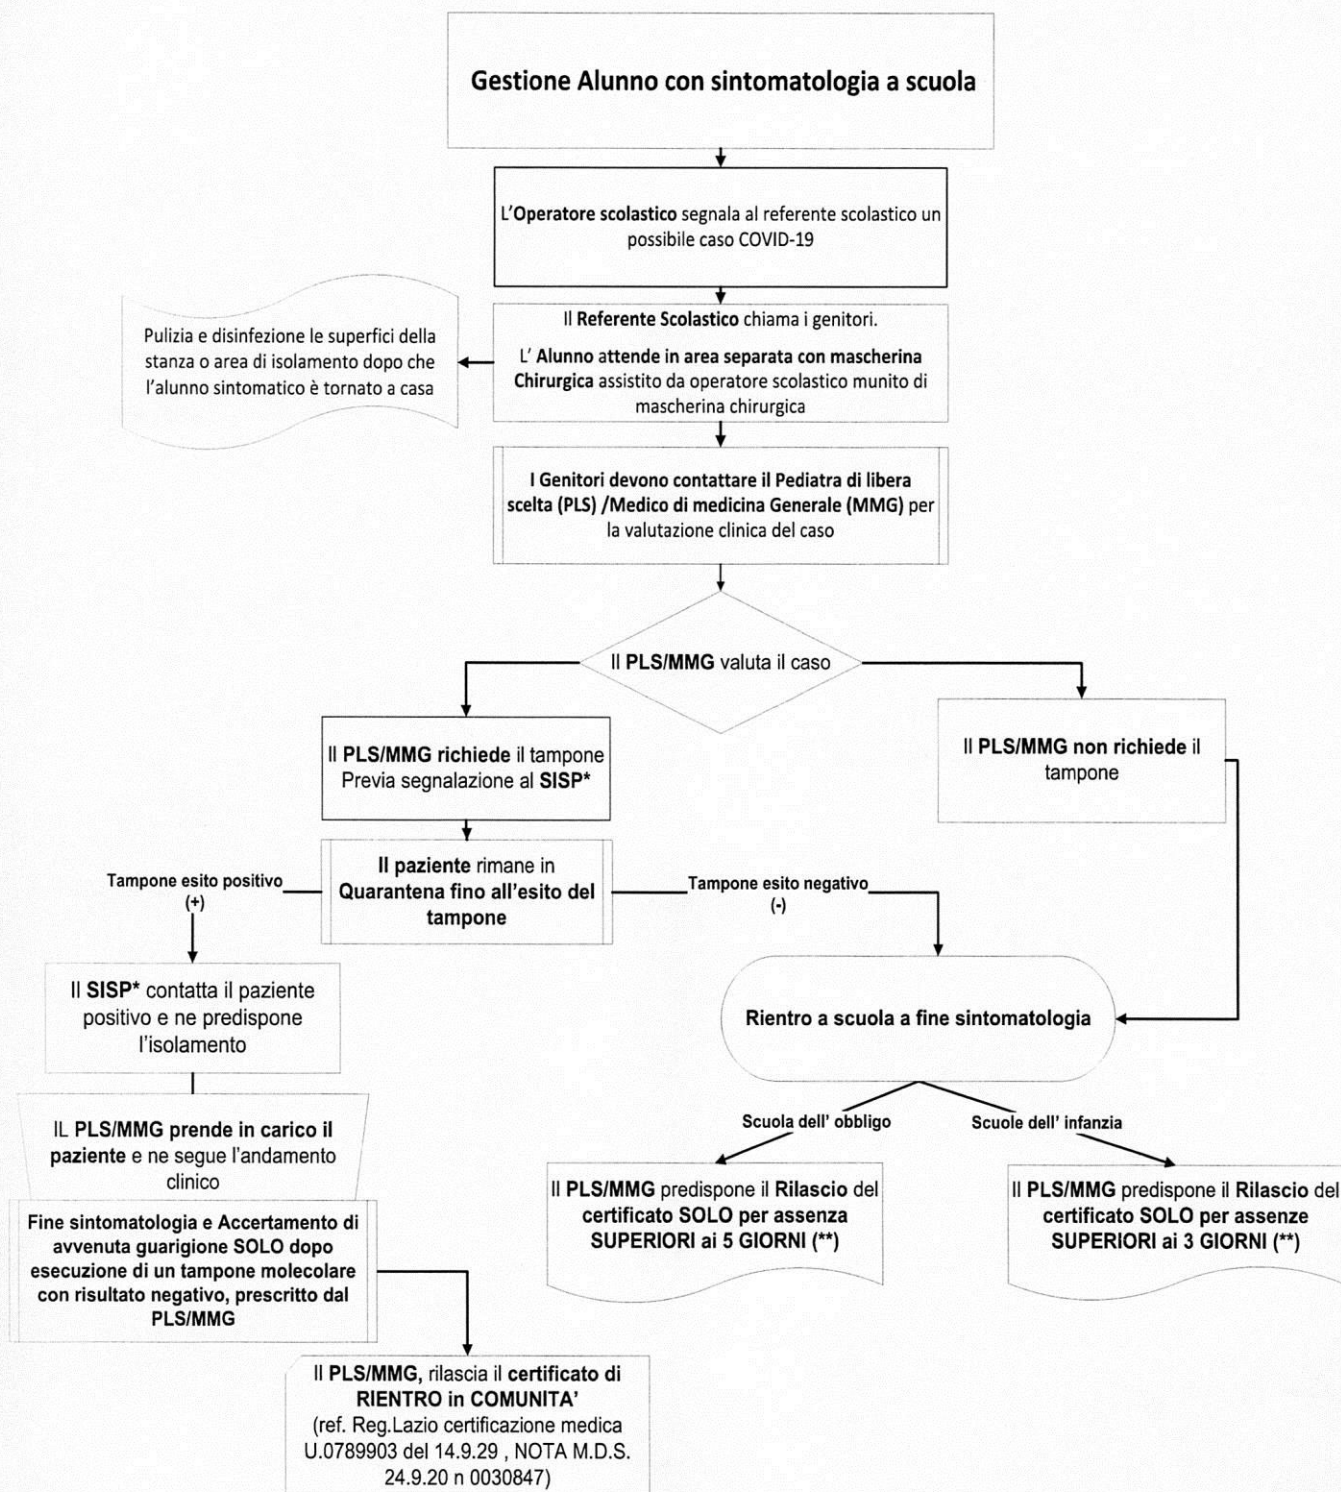 Gestione Alunno con sintomatologia a scuola
L'Operatore scolastico segnala al referente scolastico un
possibile caso COVID-19
Il Referente Scolastico chiama i genitori.
L' Alunno attende in area separata con mascherina
Chirurgica assistito da operatore scolastico munito di
mascherina chirurgica
Pulizia e disinfezione le superfici della
stanza o area di isolamento dopo che
l'alunno sintomatico è tornato a casa
I Genitori devono contattare il Pediatra di libera
scelta (PLS) /Medico di medicina Generale (MMG) per
la valutazione clinica del caso
Il PLS/MMG valuta il caso
Il PLS/MMG richiede il tampone
Previa segnalazione al SISP*
Il PLS/MMG non richiede il
tampone
Il paziente rimane in
Quarantena fino all'esito del
tampone
Tampone esito positivo
(+)
Tampone esito negativo
(-)
Il SISP* contatta il paziente
positivo e ne predispone
l'isolamento
Rientro a scuola a fine sintomatologia
IL PLS/MMG prende in carico il
paziente e ne segue l'andamento
clinico
Scuola dell' obbligo
Scuole dell' infanzia
Il PLS/MMG predispone il Rilascio del
certificato SOLO per assenza
SUPERIORI ai 5 GIORNI (**)
Il PLS/MMG predispone il Rilascio del
certificato SOLO per assenze
SUPERIORI ai 3 GIORNI (**)
Fine sintomatologia e Accertamento di
avvenuta guarigione SOLO dopo
esecuzione di un tampone molecolare
con risultato negativo, prescritto dal
PLS/MMG
Il PLS/MMG, rilascia il certificato di
RIENTRO in COMUNITA'
(ref. Reg.Lazio certificazione medica
U.0789903 del 14.9.29 , NOTA M.D.S.
24.9.20 n 0030847)